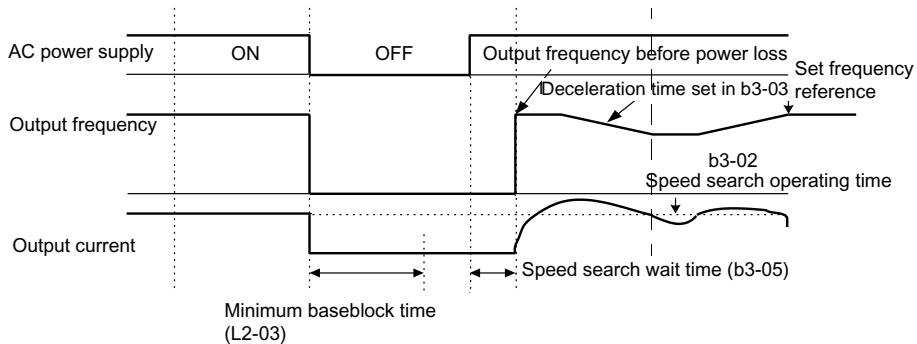 AC power supply
ON
OFF
Output frequency before power loss
Deceleration time set in b3-03
Set frequency
reference
Output frequency
b3-02
Speed search operating time
Output current
Speed search wait time (b3-05)
Minimum baseblock time
(L2-03)